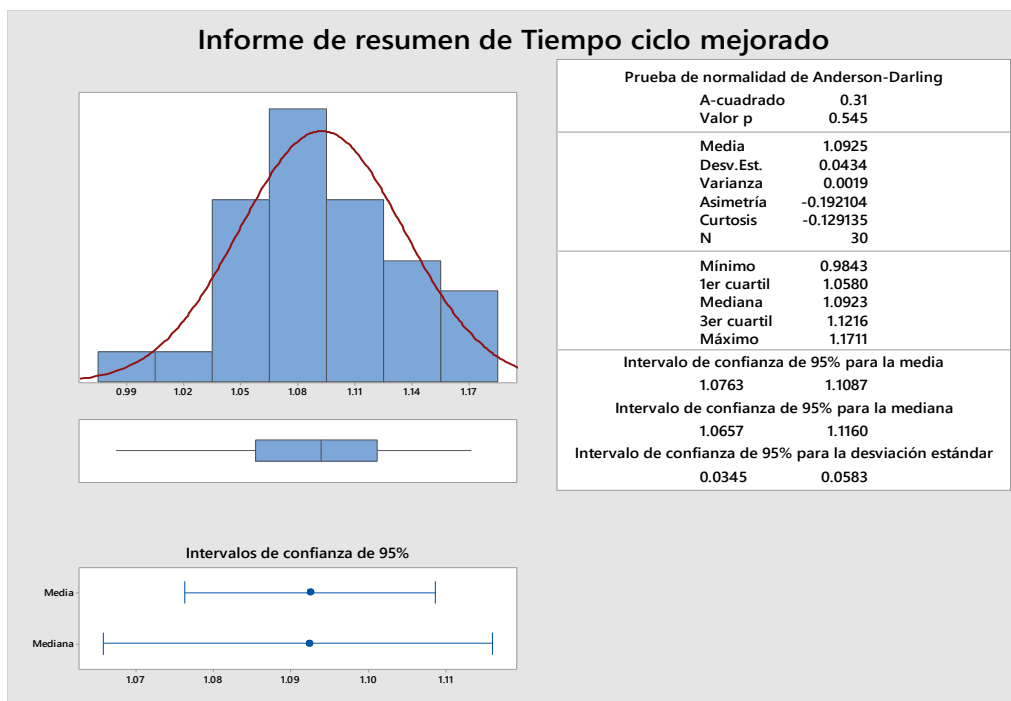 Informe de resumen de Tiempo ciclo mejorado
0.99 1.02 1.05 1.08 1.11 1.14 1.17
Intervalos de confianza de 95%
Media
Mediana
1.07 1.08 1.09 1.10 1.11
Prueba de normalidad de Anderson-Darling
A-cuadrado 0.31
Valor p 0.545
Media 1.0925
Desv.Est. 0.0434
Varianza 0.0019
Asimetría -0.192104
Curtosis -0.129135
N 30
Mínimo 0.9843
1er cuartil 1.0580
Mediana 1.0923
3er cuartil 1.1216
Máximo 1.1711
Intervalo de confianza de 95% para la media
1.0763 1.1087
Intervalo de confianza de 95% para la mediana
1.0657 1.1160
Intervalo de confianza de 95% para la desviación estándar
0.0345 0.0583